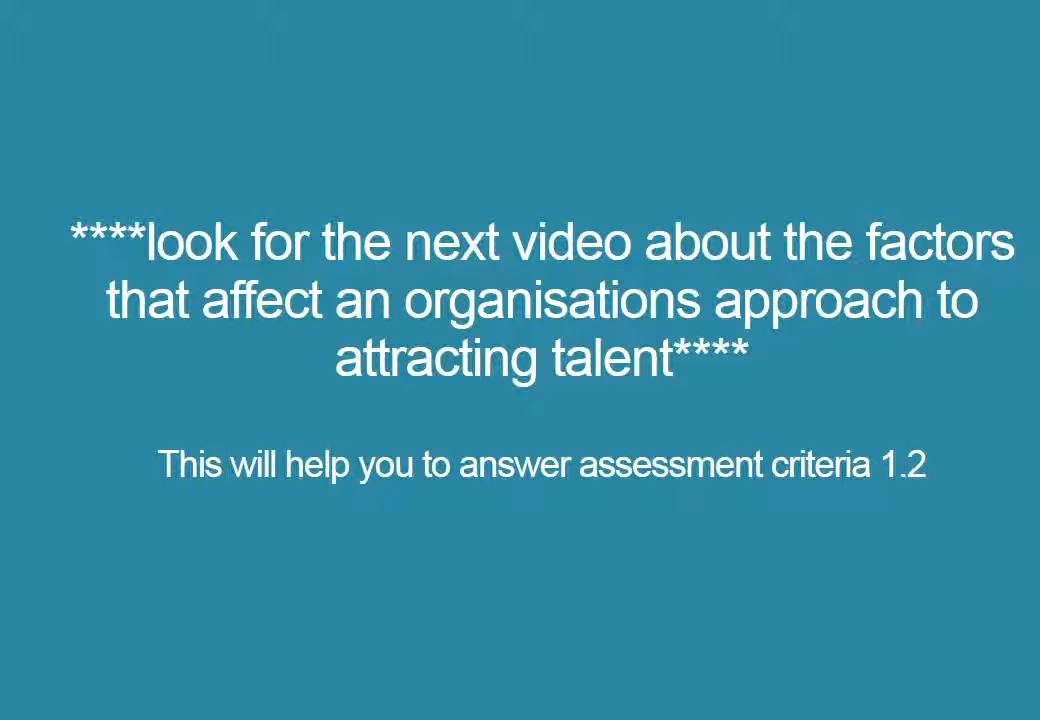 ****look for the next video about the factors
that affect an organisations approach to
attracting talent****
This will help you to answer assessment criteria 1.2